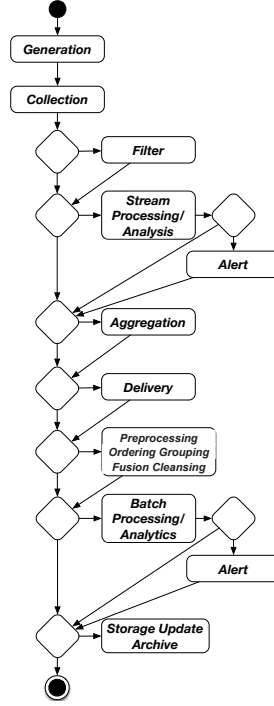 Generation
Collection
Filter
Stream
Processing/
Analysis
Alert
Aggregation
Delivery
Preprocessing
Ordering Grouping
Fusion Cleansing
Batch
Processing/
Analytics
Alert
Storage Update
Archive